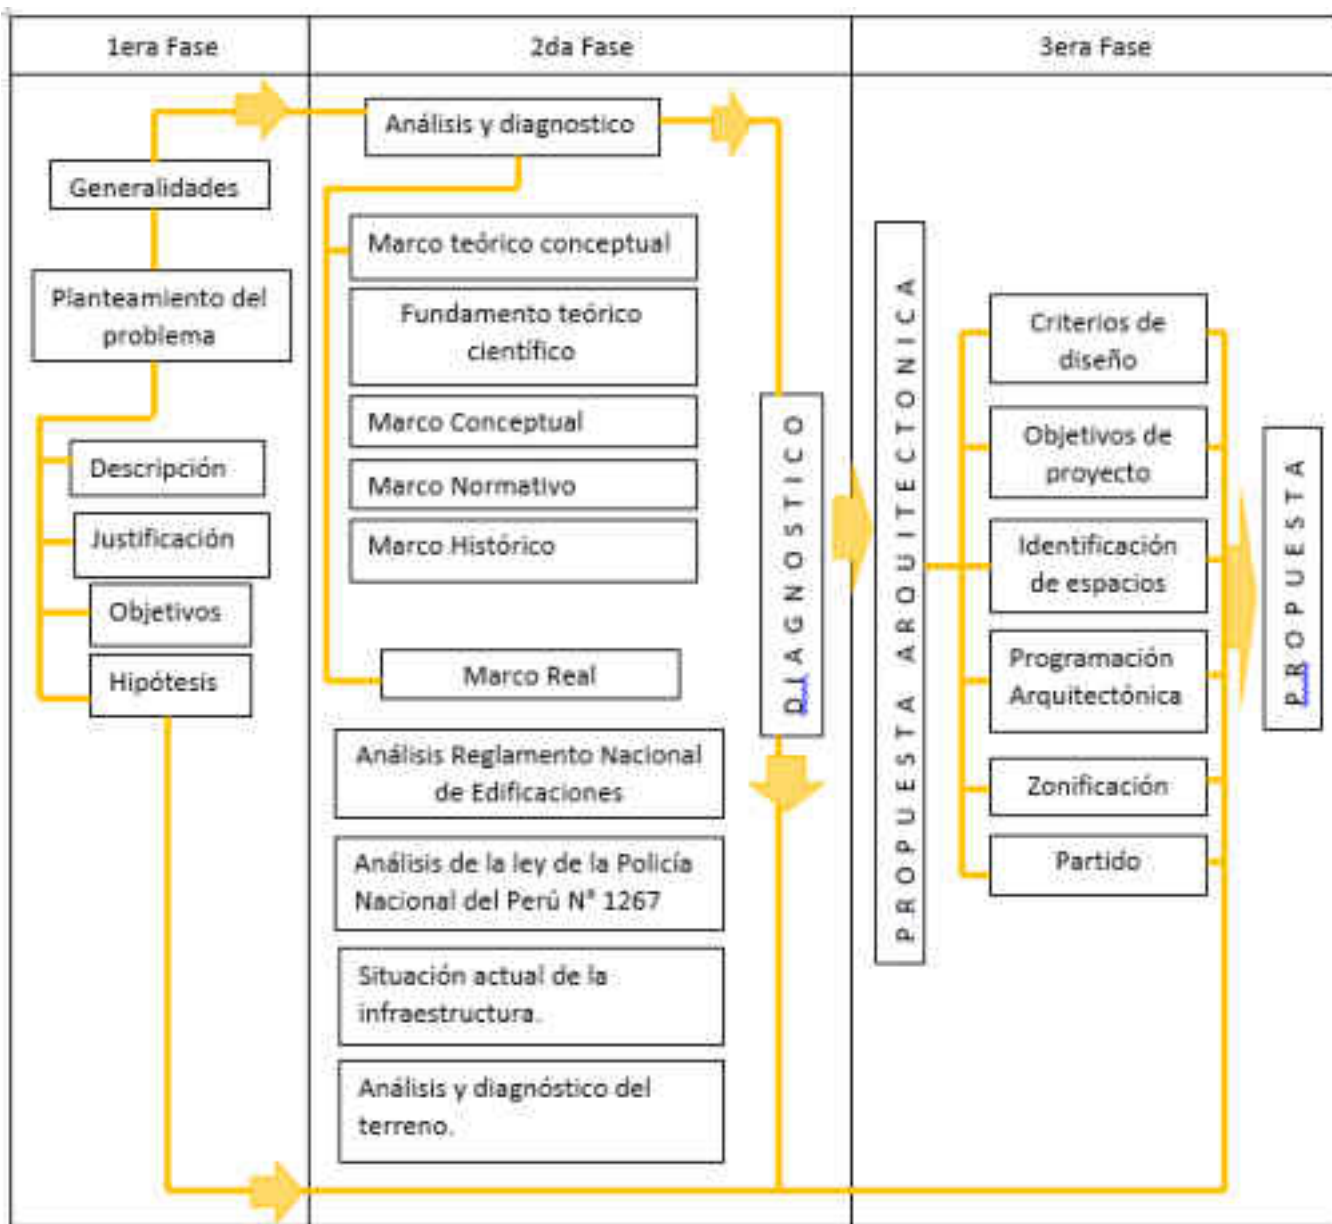 1era Fase
2da Fase
3era Fase
Generalidades
Planteamiento del
problema
Descripción
Justificación
Objetivos
Hipótesis
Análisis y diagnostico
Marco teórico conceptual
Fundamento teórico
científico
Marco Conceptual
Marco Normativo
Marco Histórico
Marco Real
Análisis Reglamento Nacional
de Edificaciones
Análisis de la ley de la Policía
Nacional del Perú N° 1267
Situación actual de la
infraestructura.
Análisis y diagnóstico del
terreno.
DIAGNOSTICO
PROPUESTA ARQUITECTONICA
Criterios de
diseño
Objetivos de
proyecto
Identificación
de espacios
Programación
Arquitectónica
Zonificación
Partido
PROPUESTA